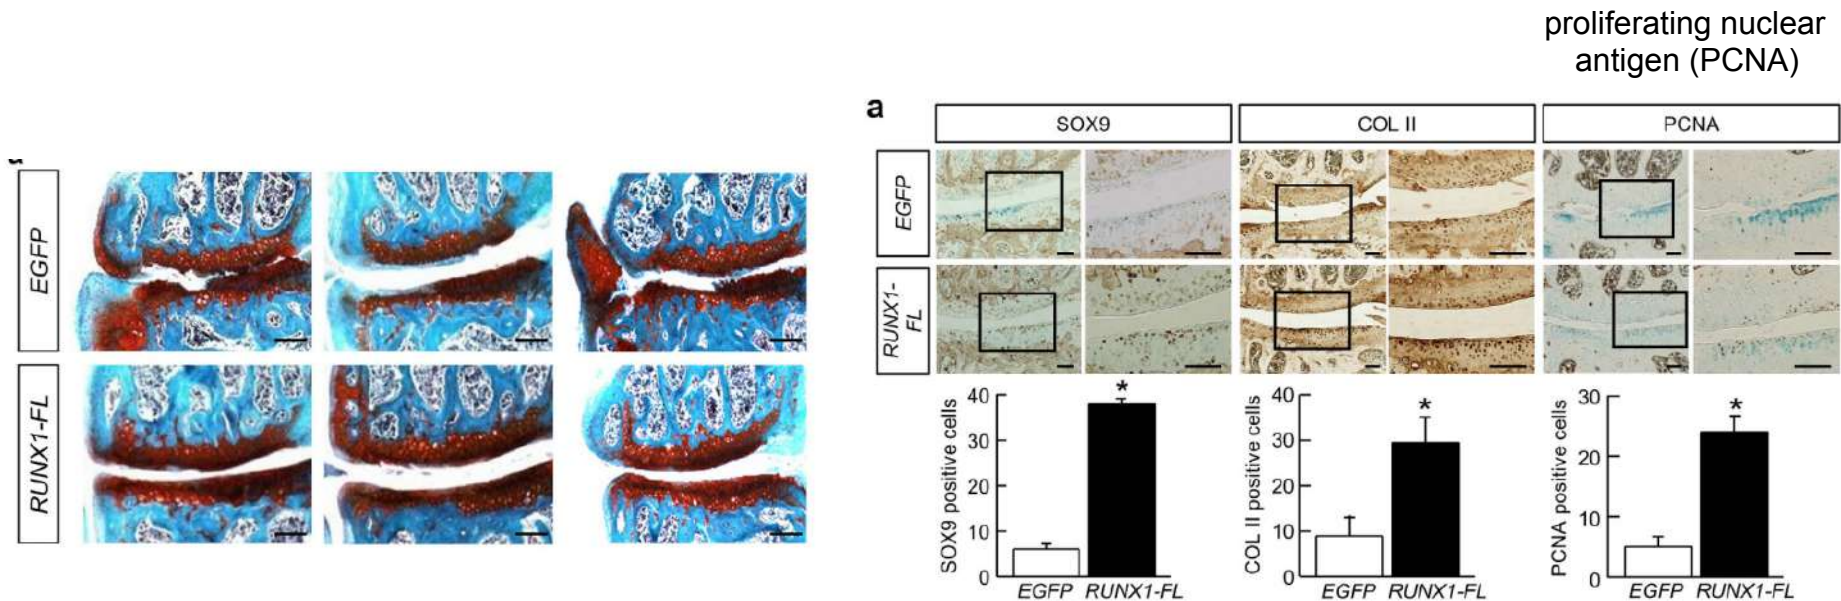 proliferating nuclear
antigen (PCNA)
a
SOX9
COL II
PCNA
EGFP
RUNX1-FL
EGFP
RUNX1-
FL
SOX9 positive cells
40
30
20
10
0
*
EGFP RUNX1-FL
COL II positive cells
40
30
20
10
0
*
EGFP RUNX1-FL
PCNA positive cells
30
20
10
0
*
EGFP RUNX1-FL